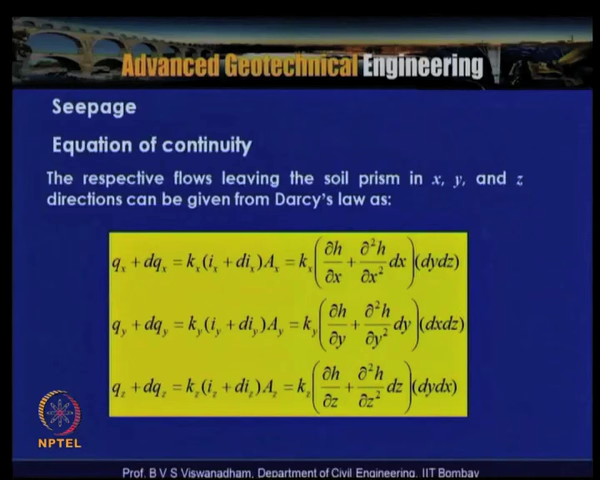 Advanced Geotechnical Engineering
Seepage
Equation of continuity
The respective flows leaving the soil prism in x, y, and z
directions can be given from Darcy's law as:
q_x + dq_x = k_x(i_x + di_x)A_x = k_x(∂h/∂x + ∂²h/∂x² dx)(dydz)
q_y + dq_y = k_y(i_y + di_y)A_y = k_y(∂h/∂y + ∂²h/∂y² dy)(dxdz)
q_z + dq_z = k_z(i_z + di_z)A_z = k_z(∂h/∂z + ∂²h/∂z² dz)(dydx)
NPTEL
Prof. B V S Viswanadham, Department of Civil Engineering, IIT Bombay